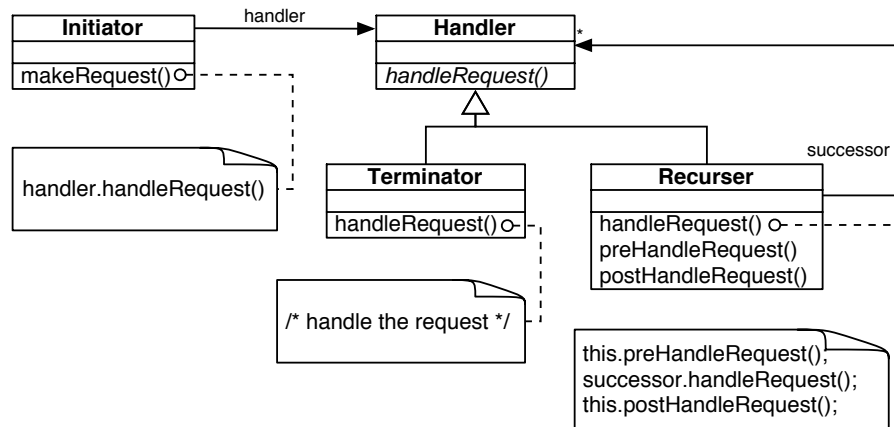 Initiator
handler
Handler
*
makeRequest()
handleRequest()
successor
handler.handleRequest()
Terminator
Recurser
handleRequest()
handleRequest()
preHandleRequest()
postHandleRequest()
/* handle the request */
this.preHandleRequest();
successor.handleRequest();
this.postHandleRequest();